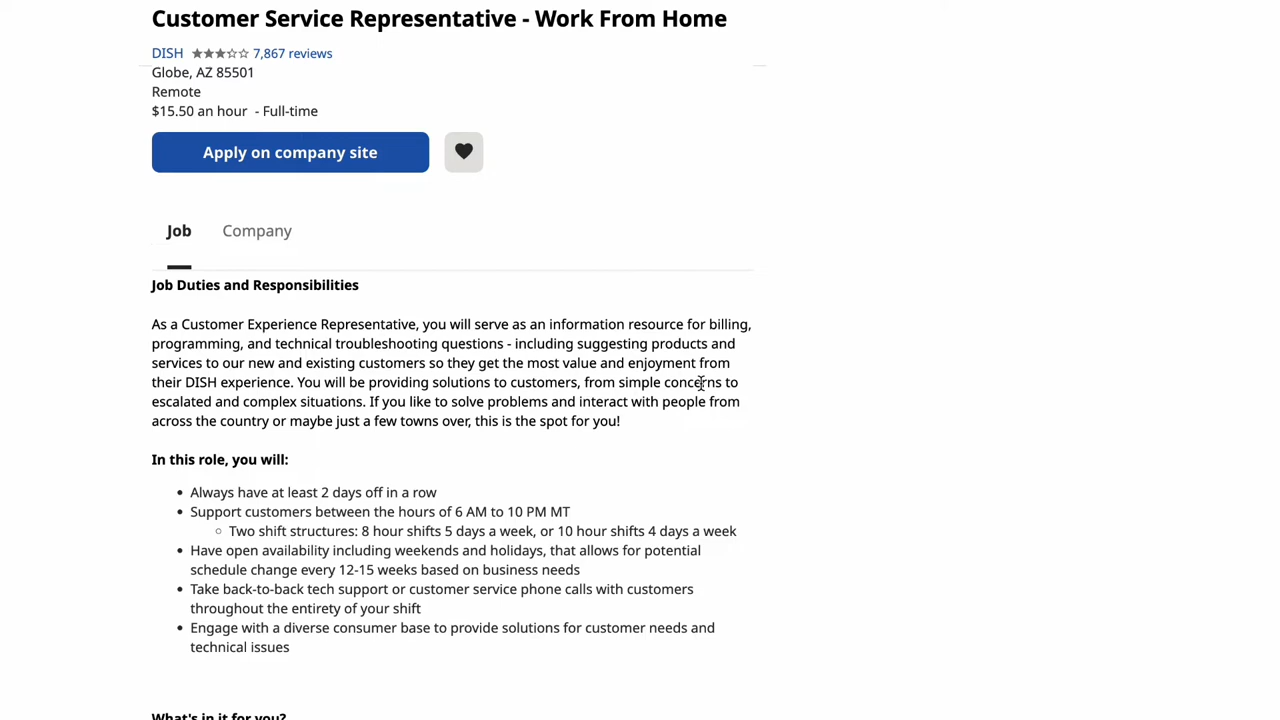 Customer Service Representative - Work From Home
DISH ★★★☆☆ 7,867 reviews
Globe, AZ 85501
Remote
$15.50 an hour - Full-time
Apply on company site
Job Company
Job Duties and Responsibilities
As a Customer Experience Representative, you will serve as an information resource for billing,
programming, and technical troubleshooting questions - including suggesting products and
services to our new and existing customers so they get the most value and enjoyment from
their DISH experience. You will be providing solutions to customers, from simple concerns to
escalated and complex situations. If you like to solve problems and interact with people from
across the country or maybe just a few towns over, this is the spot for you!
In this role, you will:
• Always have at least 2 days off in a row
• Support customers between the hours of 6 AM to 10 PM MT
○ Two shift structures: 8 hour shifts 5 days a week, or 10 hour shifts 4 days a week
• Have open availability including weekends and holidays, that allows for potential
schedule change every 12-15 weeks based on business needs
• Take back-to-back tech support or customer service phone calls with customers
throughout the entirety of your shift
• Engage with a diverse consumer base to provide solutions for customer needs and
technical issues
What's in it for you?